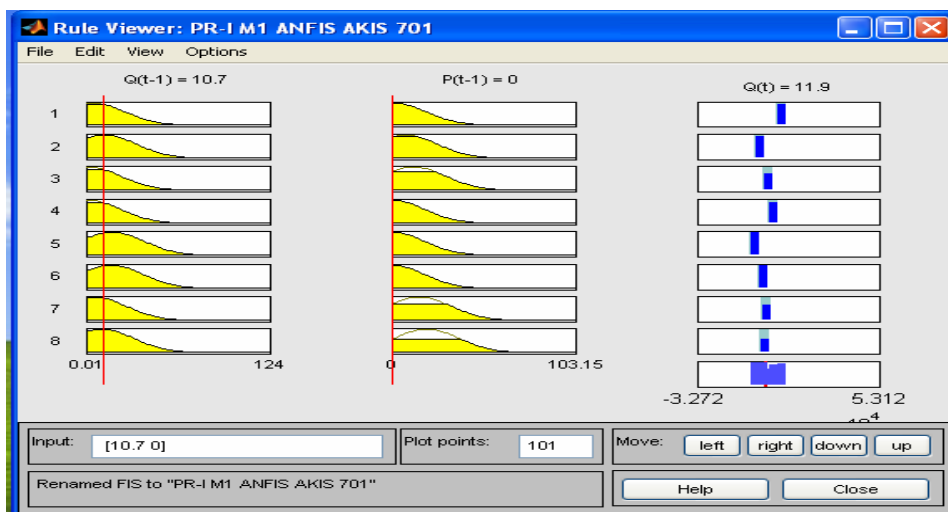 Rule Viewer: PR-I M1 ANFIS AKIS 701
File Edit View Options
Q(t-1) = 10.7
P(t-1) = 0
Q(t) = 11.9
1
2
3
4
5
6
7
8
0.01 124
0 103.15
-3.272 5.312
10^4
Input: [10.7 0]
Plot points: 101
Move: left right down up
Renamed FIS to "PR-I M1 ANFIS AKIS 701"
Help Close